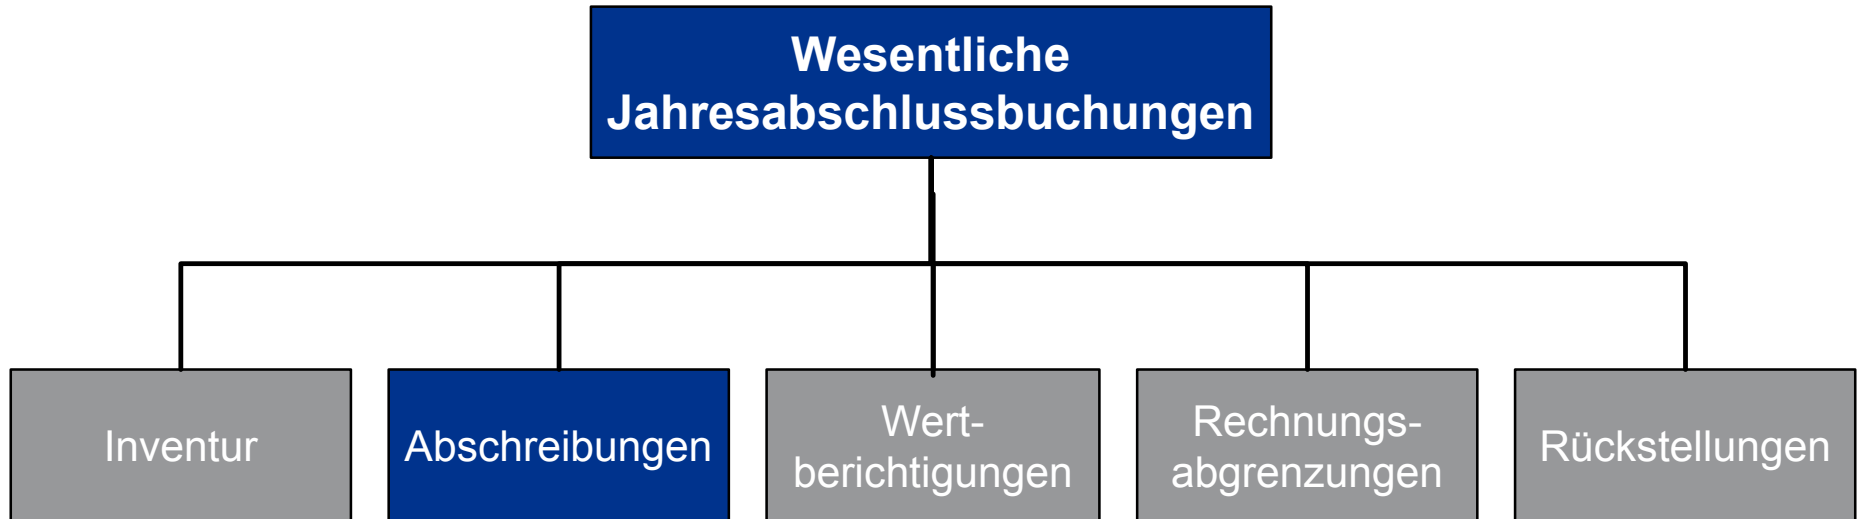 Wesentliche
Jahresabschlussbuchungen
Inventur
Abschreibungen
Wert-
berichtigungen
Rechnungs-
abgrenzungen
Rückstellungen